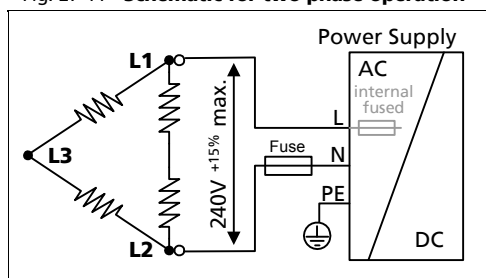 Fig. 27-11 Schematic for two phase operation
Power Supply
L1
AC
internal
fused
L
240V +15% max.
Fuse
N
L3
PE
L2
DC